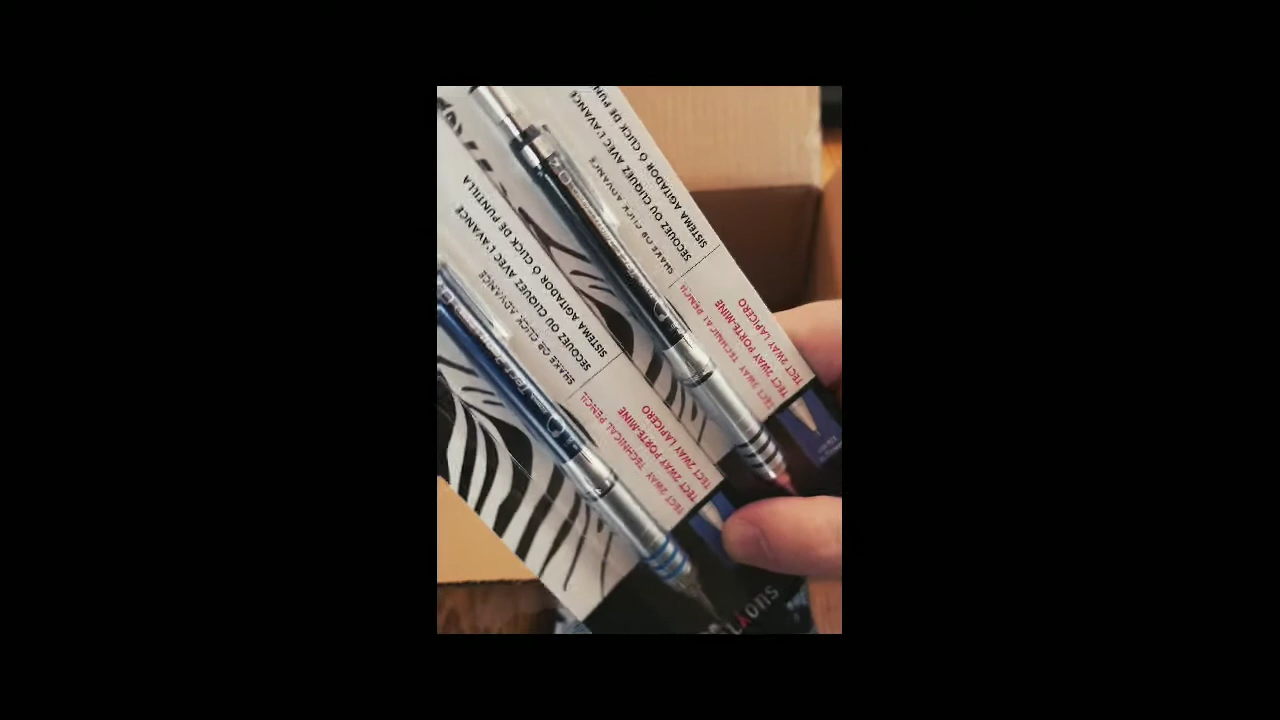 SHAKE OR CLICK ADVANCE
SECOUEZ OU CLIQUEZ AVEC L'AVANCE
SISTEMA AGITADOR Ó CLICK DE PUN
TECT 2WAY TECHNICAL PENCIL
TECT 2WAY PORTE-MINE
TECT 2WAY LAPICERO
SHAKE OR CLICK ADVANCE
SECOUEZ OU CLIQUEZ AVEC L'AVANCE
SISTEMA AGITADOR Ó CLICK DE PUNTILLA
TECT 2WAY TECHNICAL PENCIL
TECT 2WAY PORTE-MINE
TECT 2WAY LAPICERO